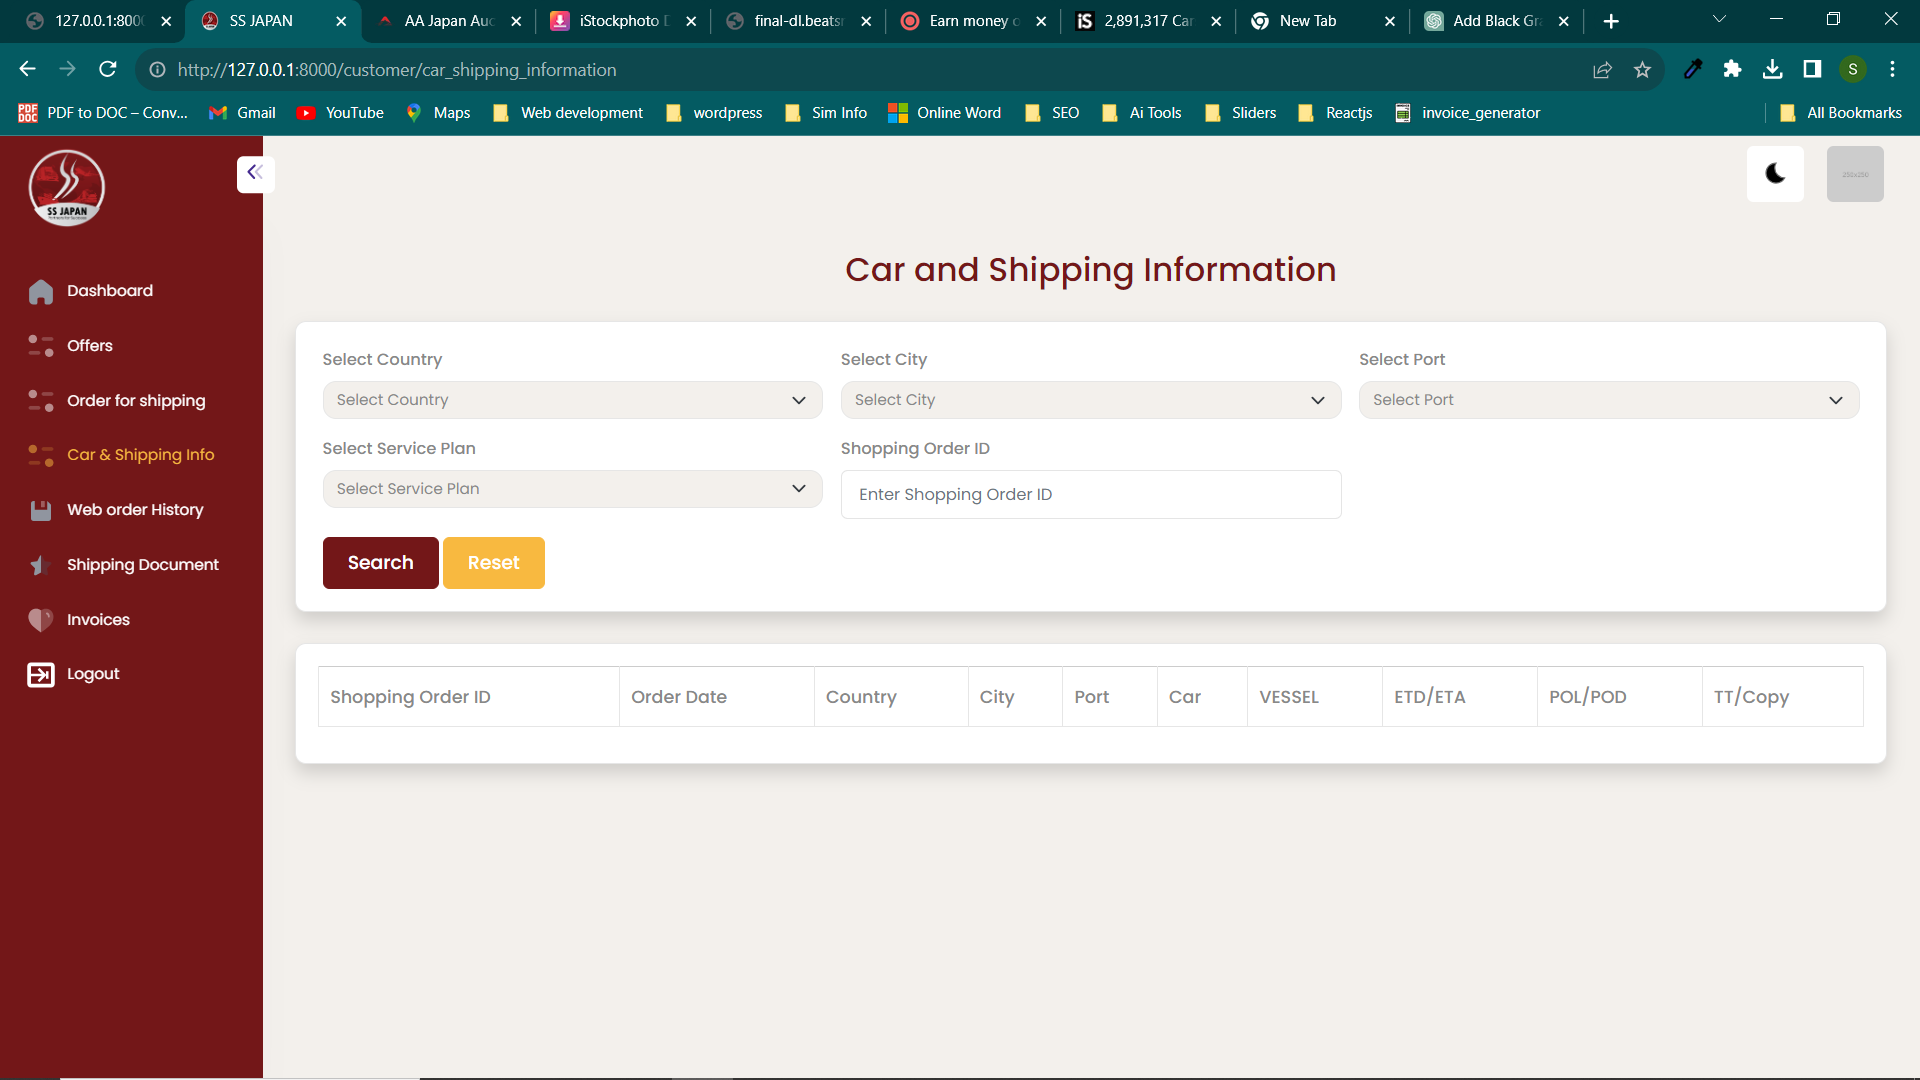 127.0.0.1:800
SS JAPAN
AA Japan Auc
iStockphoto D
final-dl.beatsn
Earn money o
iS 2,891,317 Car
New Tab
Add Black Gra
http://127.0.0.1:8000/customer/car_shipping_information
S
PDF DOC PDF to DOC – Conv...
Gmail
YouTube
Maps
Web development
wordpress
Sim Info
Online Word
SEO
Ai Tools
Sliders
Reactjs
invoice_generator
All Bookmarks
SS JAPAN
250x250
Dashboard
Offers
Order for shipping
Car & Shipping Info
Web order History
Shipping Document
Invoices
Logout
Car and Shipping Information
Select Country
Select City
Select Port
Select Country
Select City
Select Port
Select Service Plan
Shopping Order ID
Select Service Plan
Enter Shopping Order ID
Search
Reset
Shopping Order ID
Order Date
Country
City
Port
Car
VESSEL
ETD/ETA
POL/POD
TT/Copy